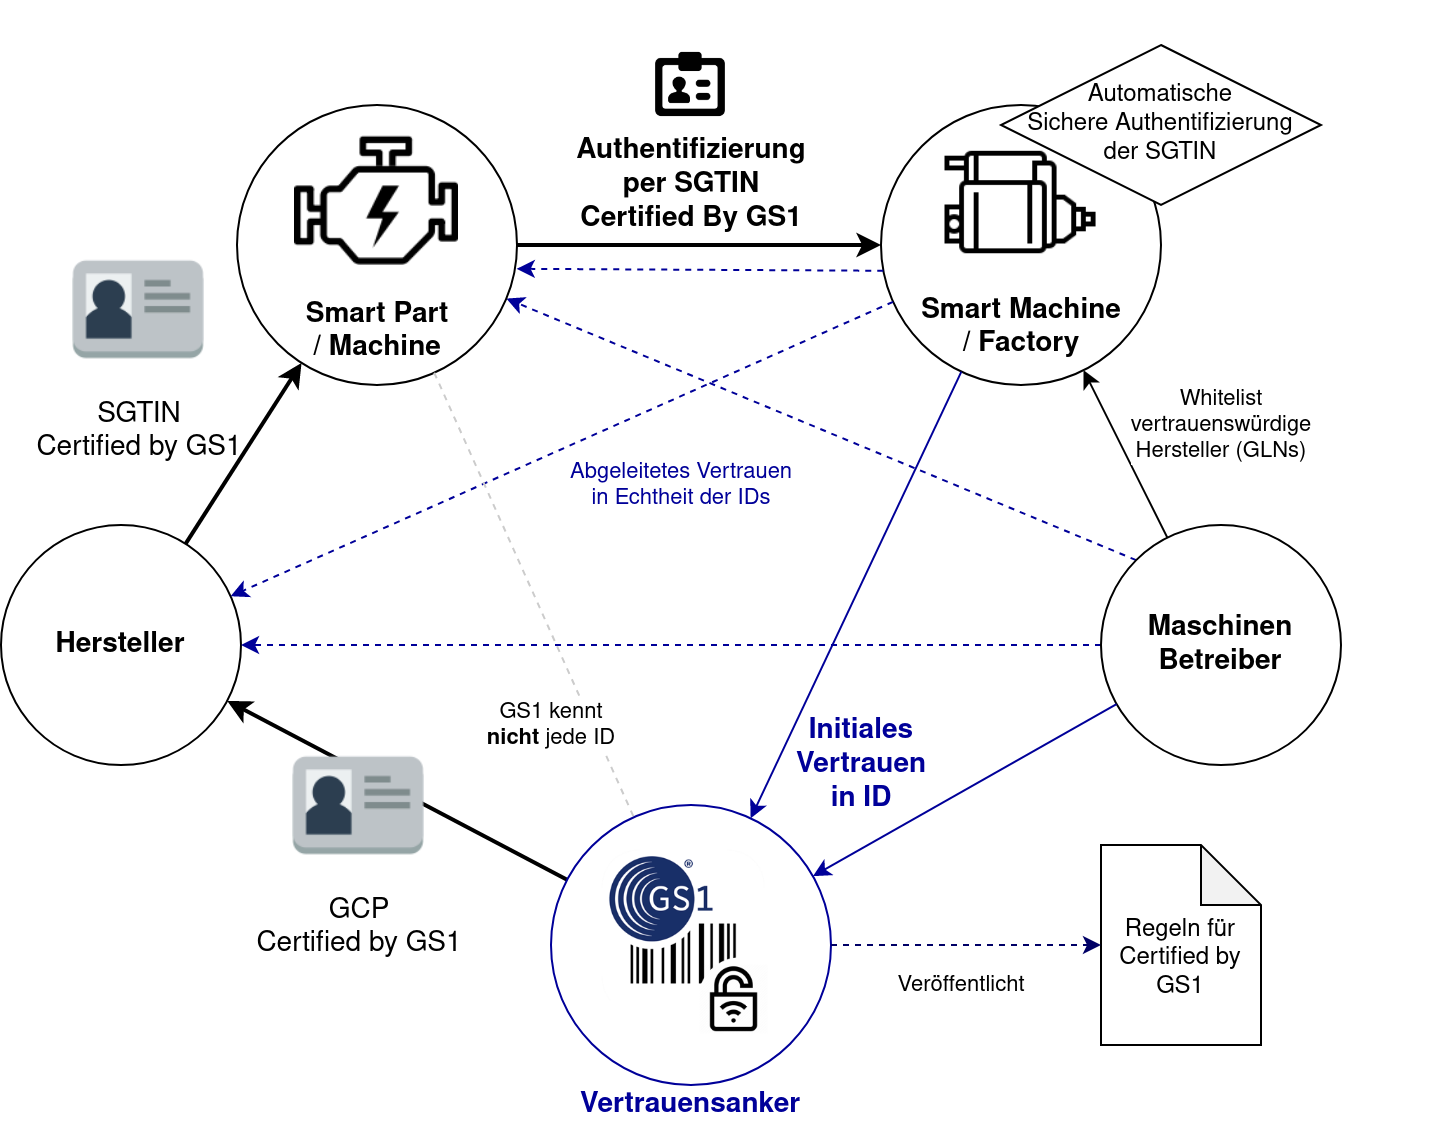 Automatische
Sichere Authentifizierung
der SGTIN
Authentifizierung
per SGTIN
Certified By GS1
Smart Part
/ Machine
Smart Machine
/ Factory
SGTIN
Certified by GS1
Whitelist
vertrauenswürdige
Hersteller (GLNs)
Abgeleitetes Vertrauen
in Echtheit der IDs
Hersteller
Maschinen
Betreiber
GS1 kennt
nicht jede ID
Initiales
Vertrauen
in ID
GCP
Certified by GS1
GS1®
Regeln für
Certified by
GS1
Veröffentlicht
Vertrauensanker